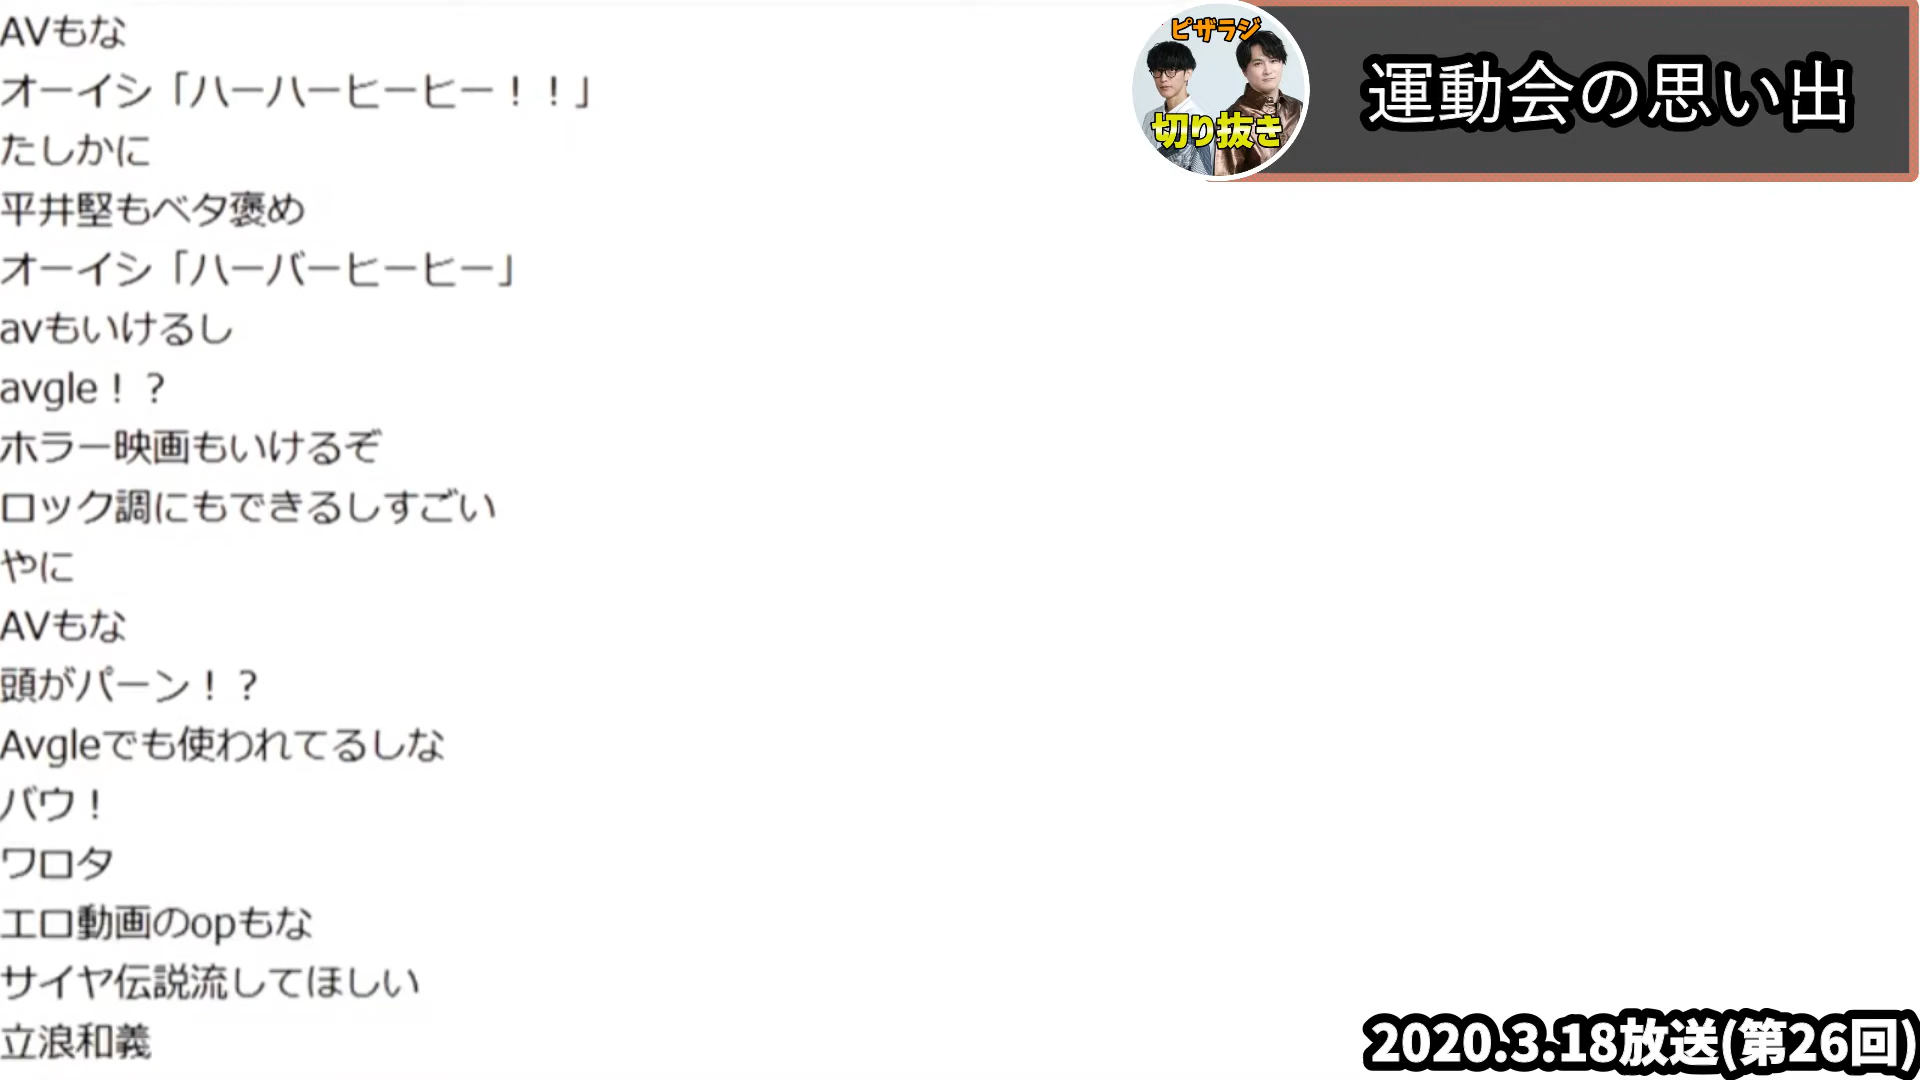 AVもな
オーイシ「ハーハーヒーヒー！！」
たしかに
平井堅もベタ褒め
オーイシ「ハーバーヒーヒー」
avもいけるし
avgle！？
ホラー映画もいけるぞ
ロック調にもできるしすごい
やに
AVもな
頭がパーン！？
Avgleでも使われてるしな
バウ！
ワロタ
エロ動画のopもな
サイヤ伝説流してほしい
立浪和義
ピザラジ
切り抜き
運動会の思い出
2020.3.18放送(第26回)